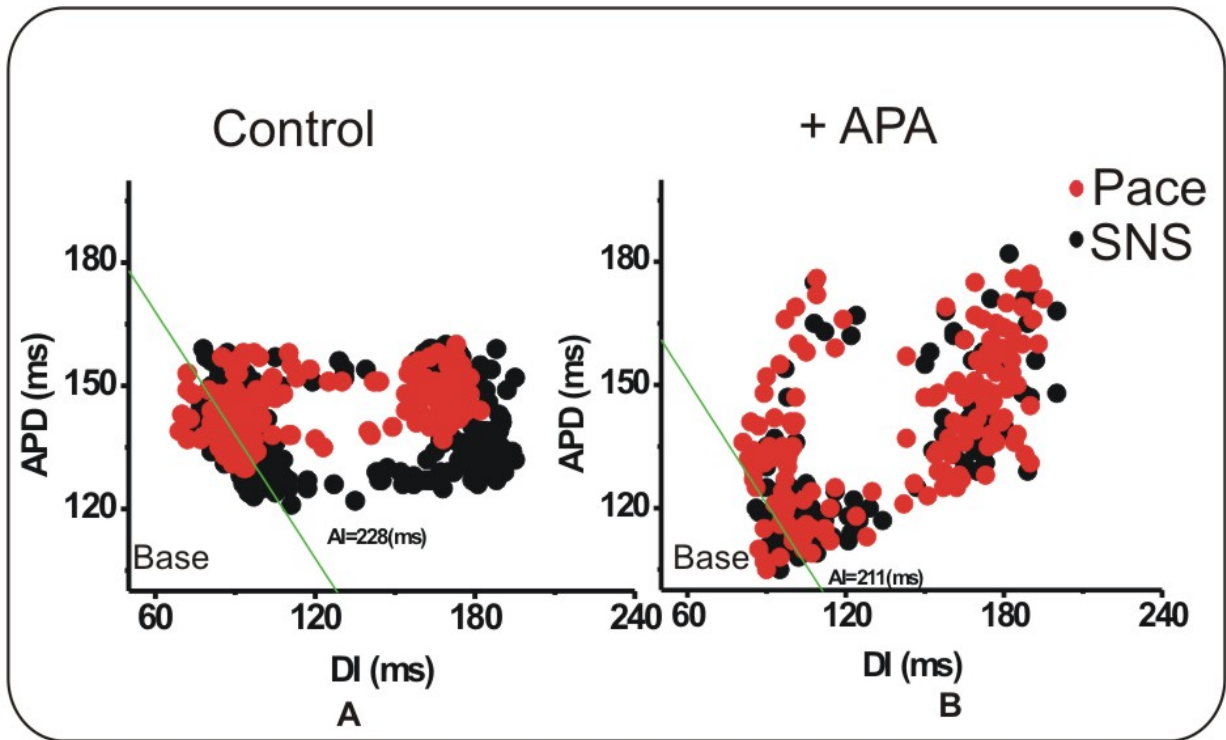 Control
+ APA
Pace
SNS
APD (ms)
180
150
120
Base
AI=228(ms)
60
120
180
240
DI (ms)
A
APD (ms)
180
150
120
Base
AI=211(ms)
60
120
180
240
DI (ms)
B